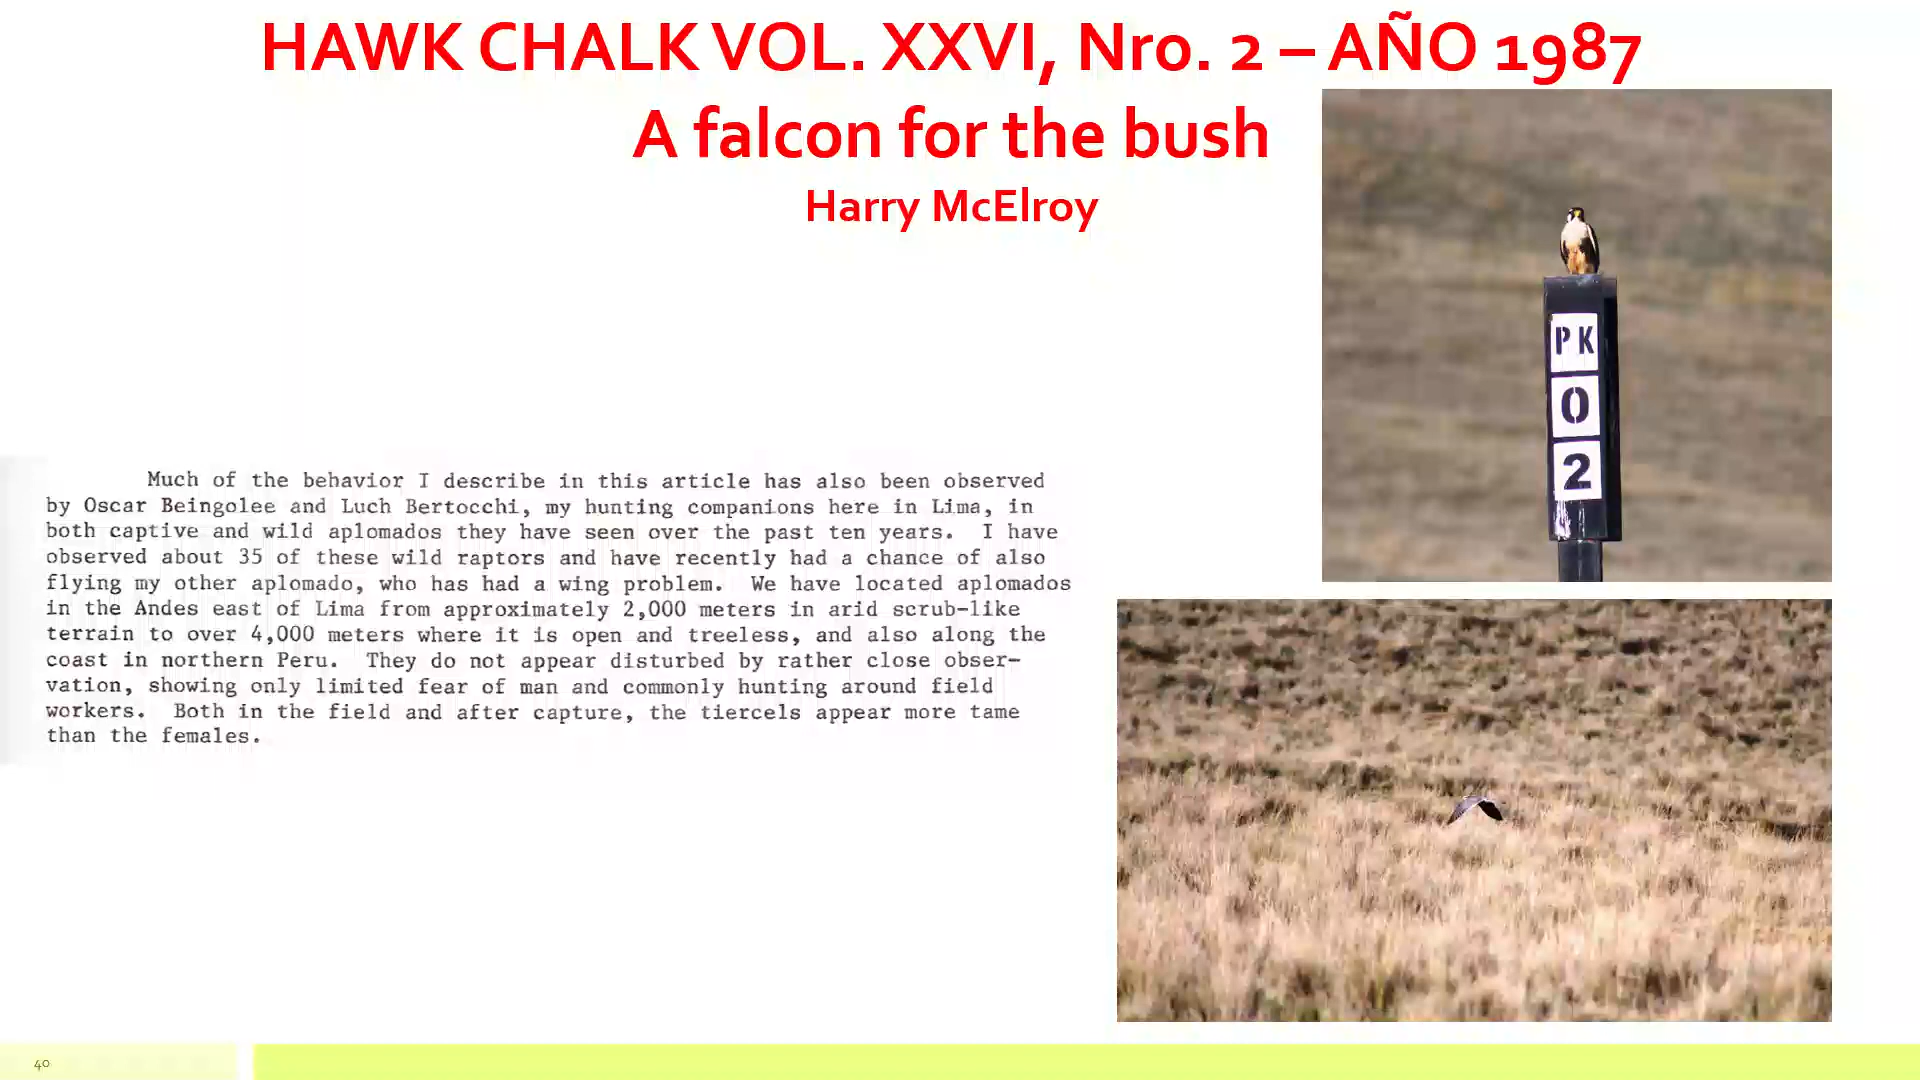 HAWK CHALK VOL. XXVI, Nro. 2 – AÑO 1987
A falcon for the bush
Harry McElroy
PK
0
2
Much of the behavior I describe in this article has also been observed
by Oscar Beingolee and Luch Bertocchi, my hunting companions here in Lima, in
both captive and wild aplomados they have seen over the past ten years. I have
observed about 35 of these wild raptors and have recently had a chance of also
flying my other aplomado, who has had a wing problem. We have located aplomados
in the Andes east of Lima from approximately 2,000 meters in arid scrub-like
terrain to over 4,000 meters where it is open and treeless, and also along the
coast in northern Peru. They do not appear disturbed by rather close obser-
vation, showing only limited fear of man and commonly hunting around field
workers. Both in the field and after capture, the tiercels appear more tame
than the females.
40